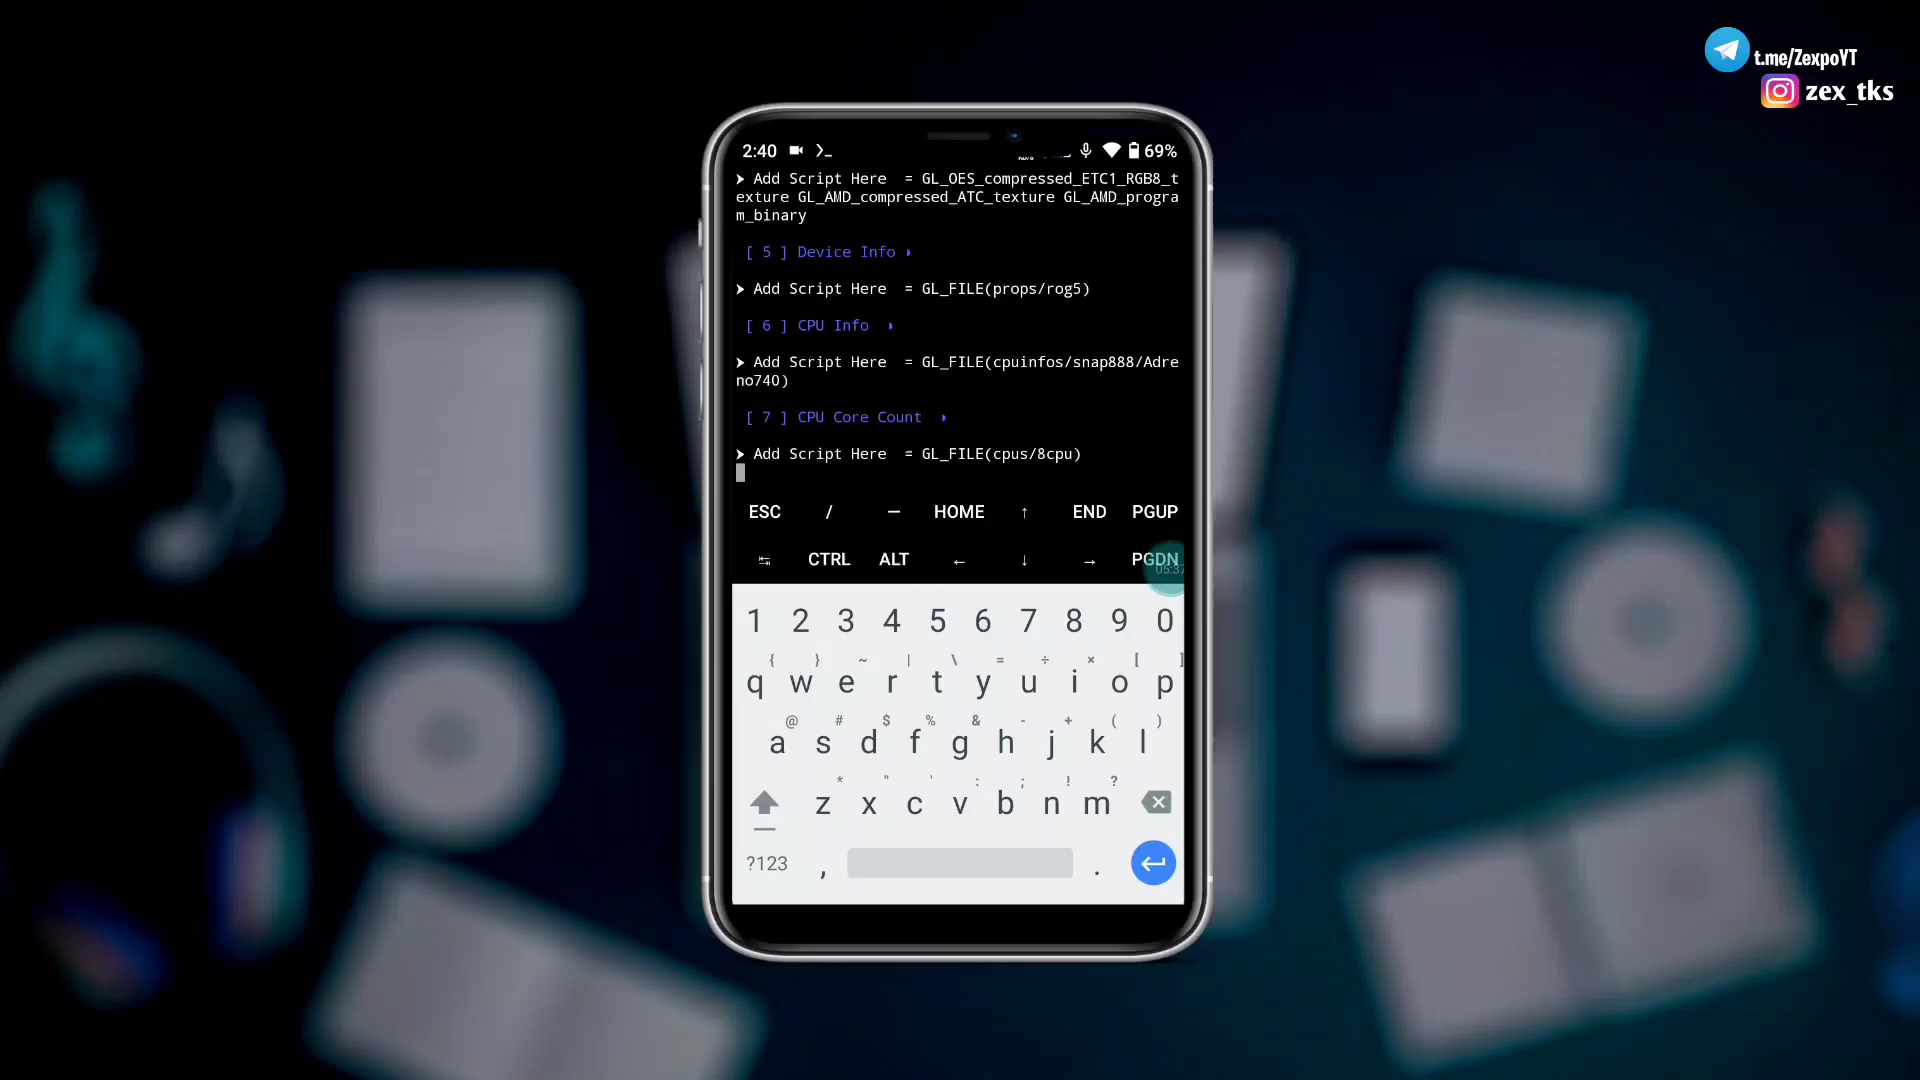 t.me/ZexpoYT
zex_tks
2:40 69%
➤ Add Script Here = GL_OES_compressed_ETC1_RGB8_t
exture GL_AMD_compressed_ATC_texture GL_AMD_progra
m_binary
[ 5 ] Device Info
➤ Add Script Here = GL_FILE(props/rog5)
[ 6 ] CPU Info
➤ Add Script Here = GL_FILE(cpuinfos/snap888/Adre
no740)
[ 7 ] CPU Core Count
➤ Add Script Here = GL_FILE(cpus/8cpu)
ESC / — HOME ↑ END PGUP
↹ CTRL ALT ← ↓ → PGDN
05:37
1 2 3 4 5 6 7 8 9 0
{ } ~ | \ = ÷ × [ ]
q w e r t y u i o p
@ # $ % & - + ( )
a s d f g h j k l
* " ' : ; ! ?
z x c v b n m
?123 , .